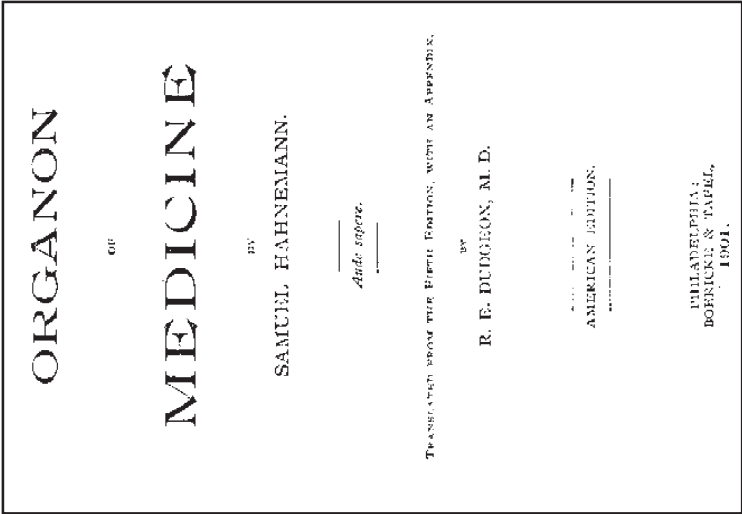 ORGANON
OF
MEDICINE
BY
SAMUEL HAHNEMANN.
Aude sapere.
TRANSLATED FROM THE FIFTH EDITION, WITH AN APPENDIX,
BY
R. E. DUDGEON, M. D.
AMERICAN EDITION.
PHILADELPHIA:
BOERICKE & TAFEL,
1901.